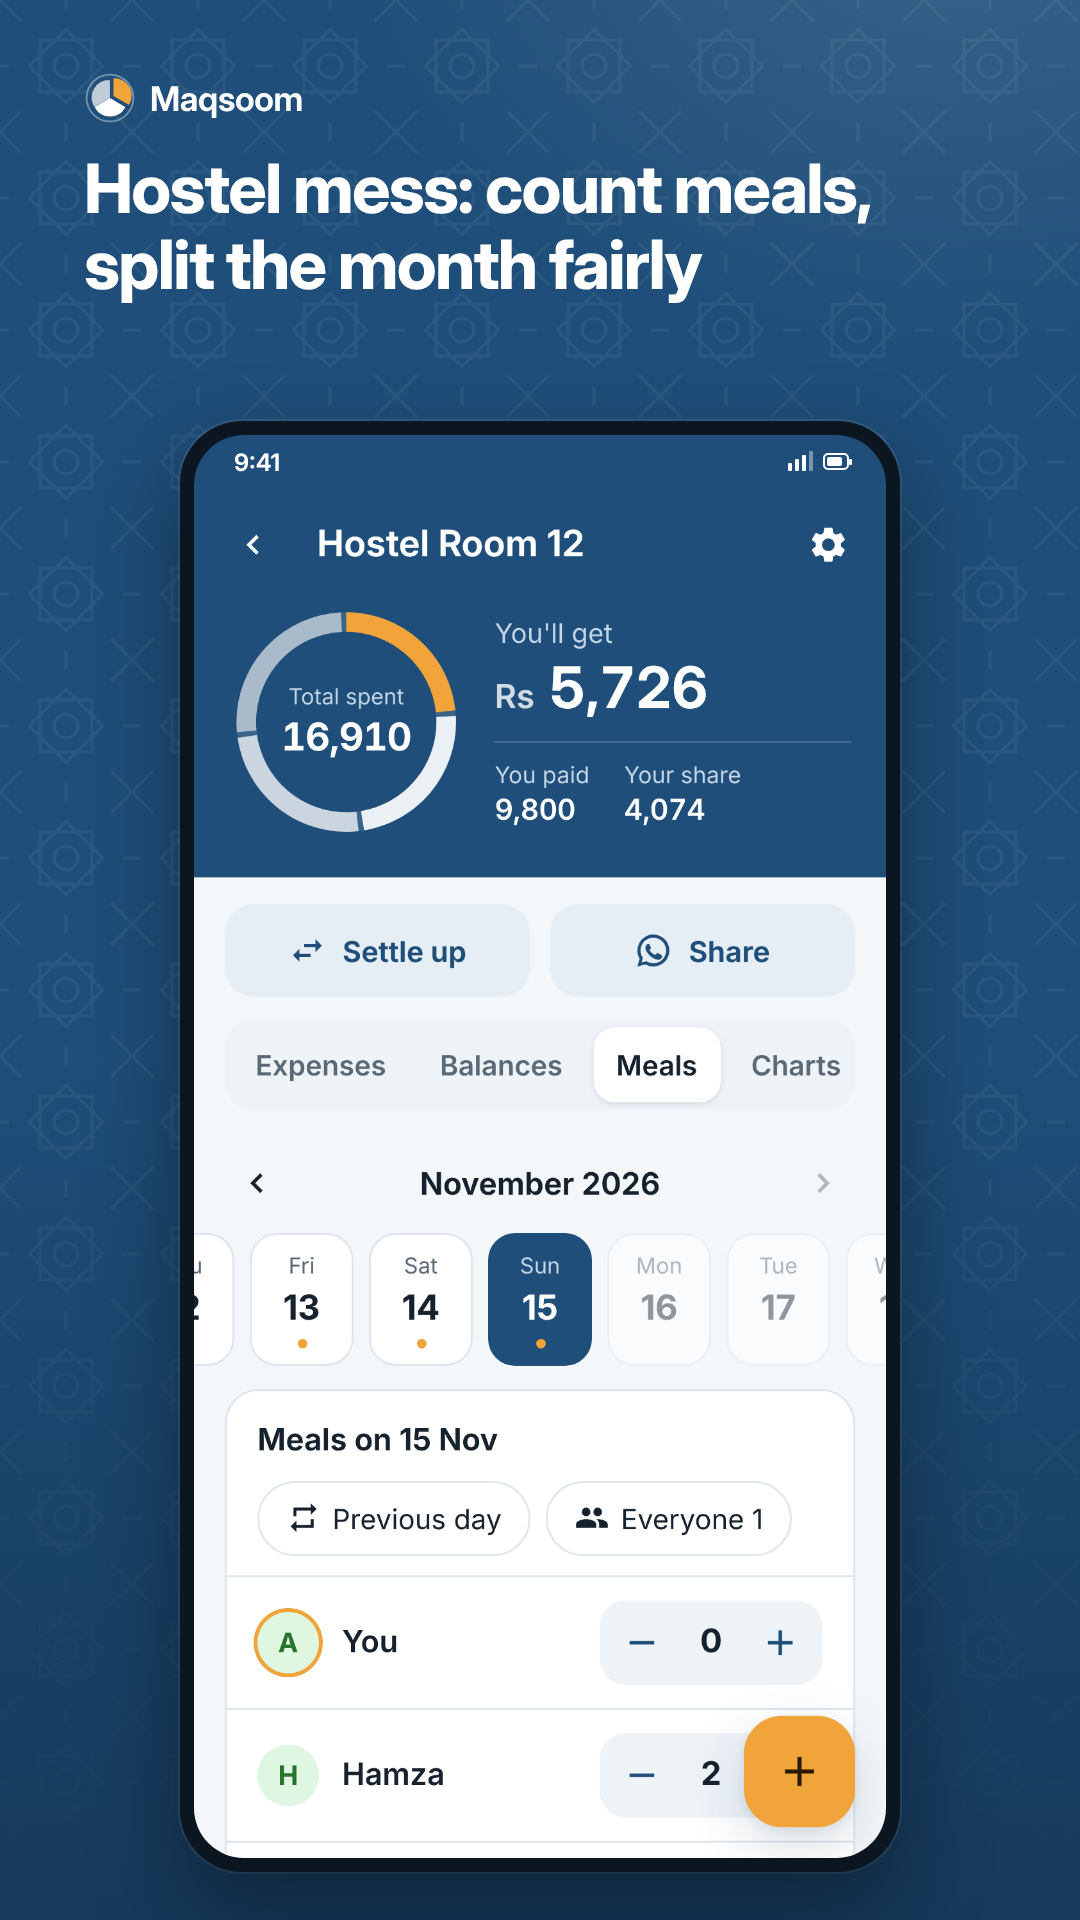 Maqsoom
Hostel mess: count meals,
split the month fairly
9:41
Hostel Room 12
Total spent
16,910
You'll get
Rs 5,726
You paid Your share
9,800 4,074
Settle up Share
Expenses Balances Meals Charts
November 2026
Fri Sat Sun Mon Tue
13 14 15 16 17
Meals on 15 Nov
Previous day Everyone 1
A You 0
H Hamza 2